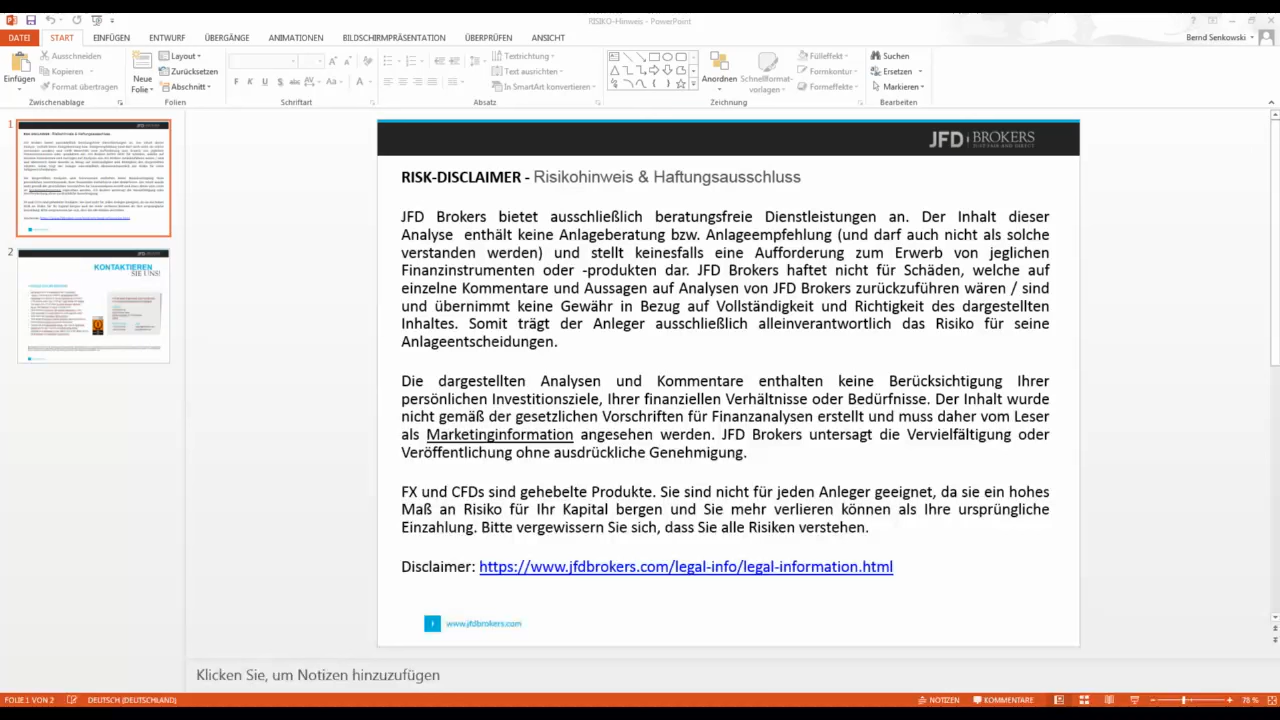 RISIKO-Hinweis - PowerPoint
DATEI START EINFÜGEN ENTWURF ÜBERGÄNGE ANIMATIONEN BILDSCHIRMPRÄSENTATION ÜBERPRÜFEN ANSICHT Bernd Senkowski
Einfügen
Ausschneiden
Kopieren
Format übertragen
Zwischenablage
Neue
Folie
Layout
Zurücksetzen
Abschnitt
Folien
F K U S abc AV Aa A
Schriftart
Textrichtung
Text ausrichten
In SmartArt konvertieren
Absatz
Anordnen
Schnellformat-
vorlagen
Fülleffekt
Formkontur
Formeffekte
Zeichnung
Suchen
Ersetzen
Markieren
Bearbeiten
1
2
KONTAKTIEREN
SIE UNS!
JFD BROKERS
JUST FAIR AND DIRECT
RISK-DISCLAIMER - Risikohinweis & Haftungsausschluss
JFD Brokers bietet ausschließlich beratungsfreie Dienstleistungen an. Der Inhalt dieser
Analyse enthält keine Anlageberatung bzw. Anlageempfehlung (und darf auch nicht als solche
verstanden werden) und stellt keinesfalls eine Aufforderung zum Erwerb von jeglichen
Finanzinstrumenten oder -produkten dar. JFD Brokers haftet nicht für Schäden, welche auf
einzelne Kommentare und Aussagen auf Analysen von JFD Brokers zurückzuführen wären / sind
und übernimmt keine Gewähr in Bezug auf Vollständigkeit und Richtigkeit des dargestellten
Inhaltes. Somit trägt der Anleger ausschließlich alleinverantwortlich das Risiko für seine
Anlageentscheidungen.
Die dargestellten Analysen und Kommentare enthalten keine Berücksichtigung Ihrer
persönlichen Investitionsziele, Ihrer finanziellen Verhältnisse oder Bedürfnisse. Der Inhalt wurde
nicht gemäß der gesetzlichen Vorschriften für Finanzanalysen erstellt und muss daher vom Leser
als Marketinginformation angesehen werden. JFD Brokers untersagt die Vervielfältigung oder
Veröffentlichung ohne ausdrückliche Genehmigung.
FX und CFDs sind gehebelte Produkte. Sie sind nicht für jeden Anleger geeignet, da sie ein hohes
Maß an Risiko für Ihr Kapital bergen und Sie mehr verlieren können als Ihre ursprüngliche
Einzahlung. Bitte vergewissern Sie sich, dass Sie alle Risiken verstehen.
Disclaimer: https://www.jfdbrokers.com/legal-info/legal-information.html
www.jfdbrokers.com
Klicken Sie, um Notizen hinzuzufügen
FOLIE 1 VON 2 DEUTSCH (DEUTSCHLAND) NOTIZEN KOMMENTARE 78 %